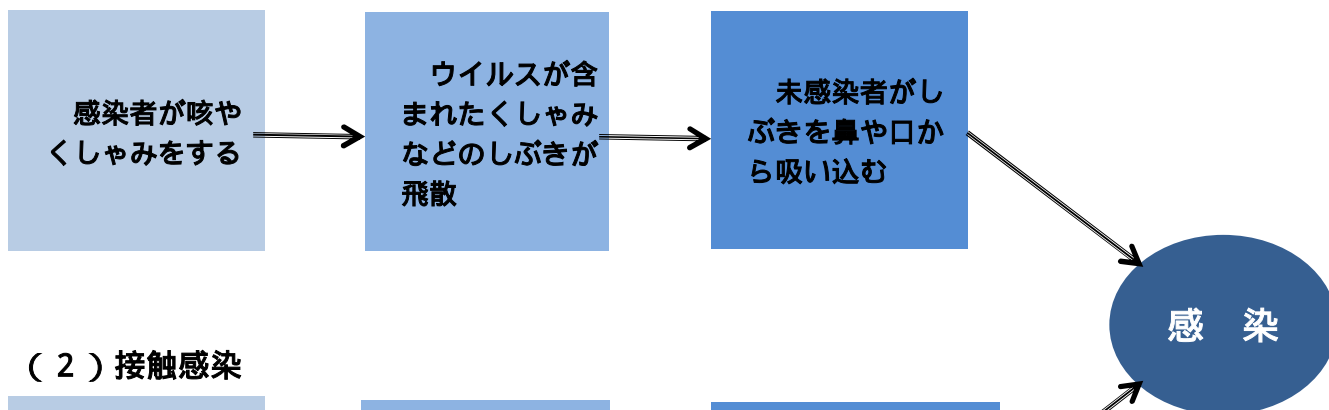 感染者が咳や
くしゃみをする
ウイルスが含
まれたくしゃみ
などのしぶきが
飛散
未感染者がし
ぶきを鼻や口か
ら吸い込む
感　染
（２）接触感染